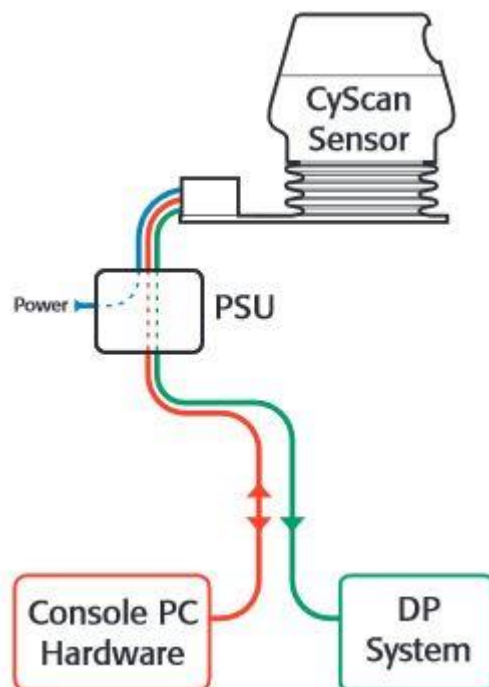 CyScan
Sensor
Power
PSU
Console PC
Hardware
DP
System